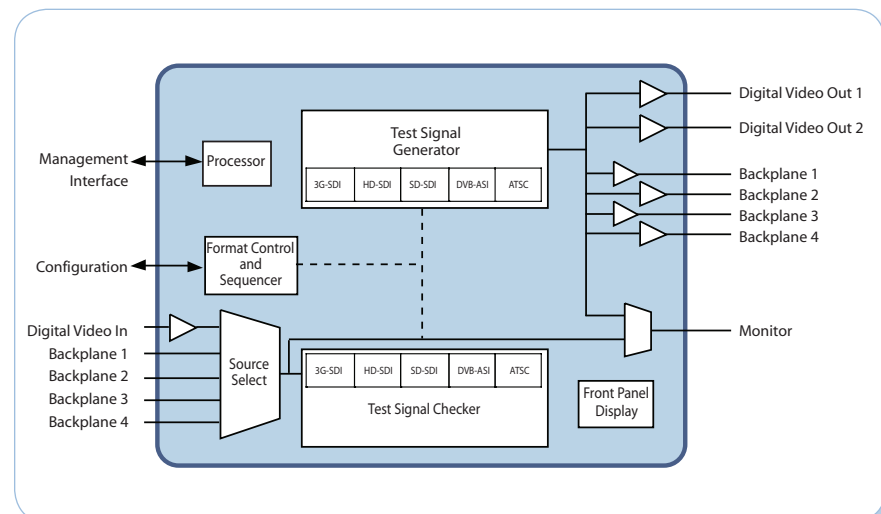 Test Signal
Generator
3G-SDI
HD-SDI
SD-SDI
DVB-ASI
ATSC
Digital Video Out 1
Digital Video Out 2
Backplane 1
Backplane 2
Backplane 3
Backplane 4
Management
Interface
Processor
Configuration
Format Control
and
Sequencer
Digital Video In
Backplane 1
Backplane 2
Backplane 3
Backplane 4
Source
Select
3G-SDI
HD-SDI
SD-SDI
DVB-ASI
ATSC
Test Signal Checker
Front Panel
Display
Monitor